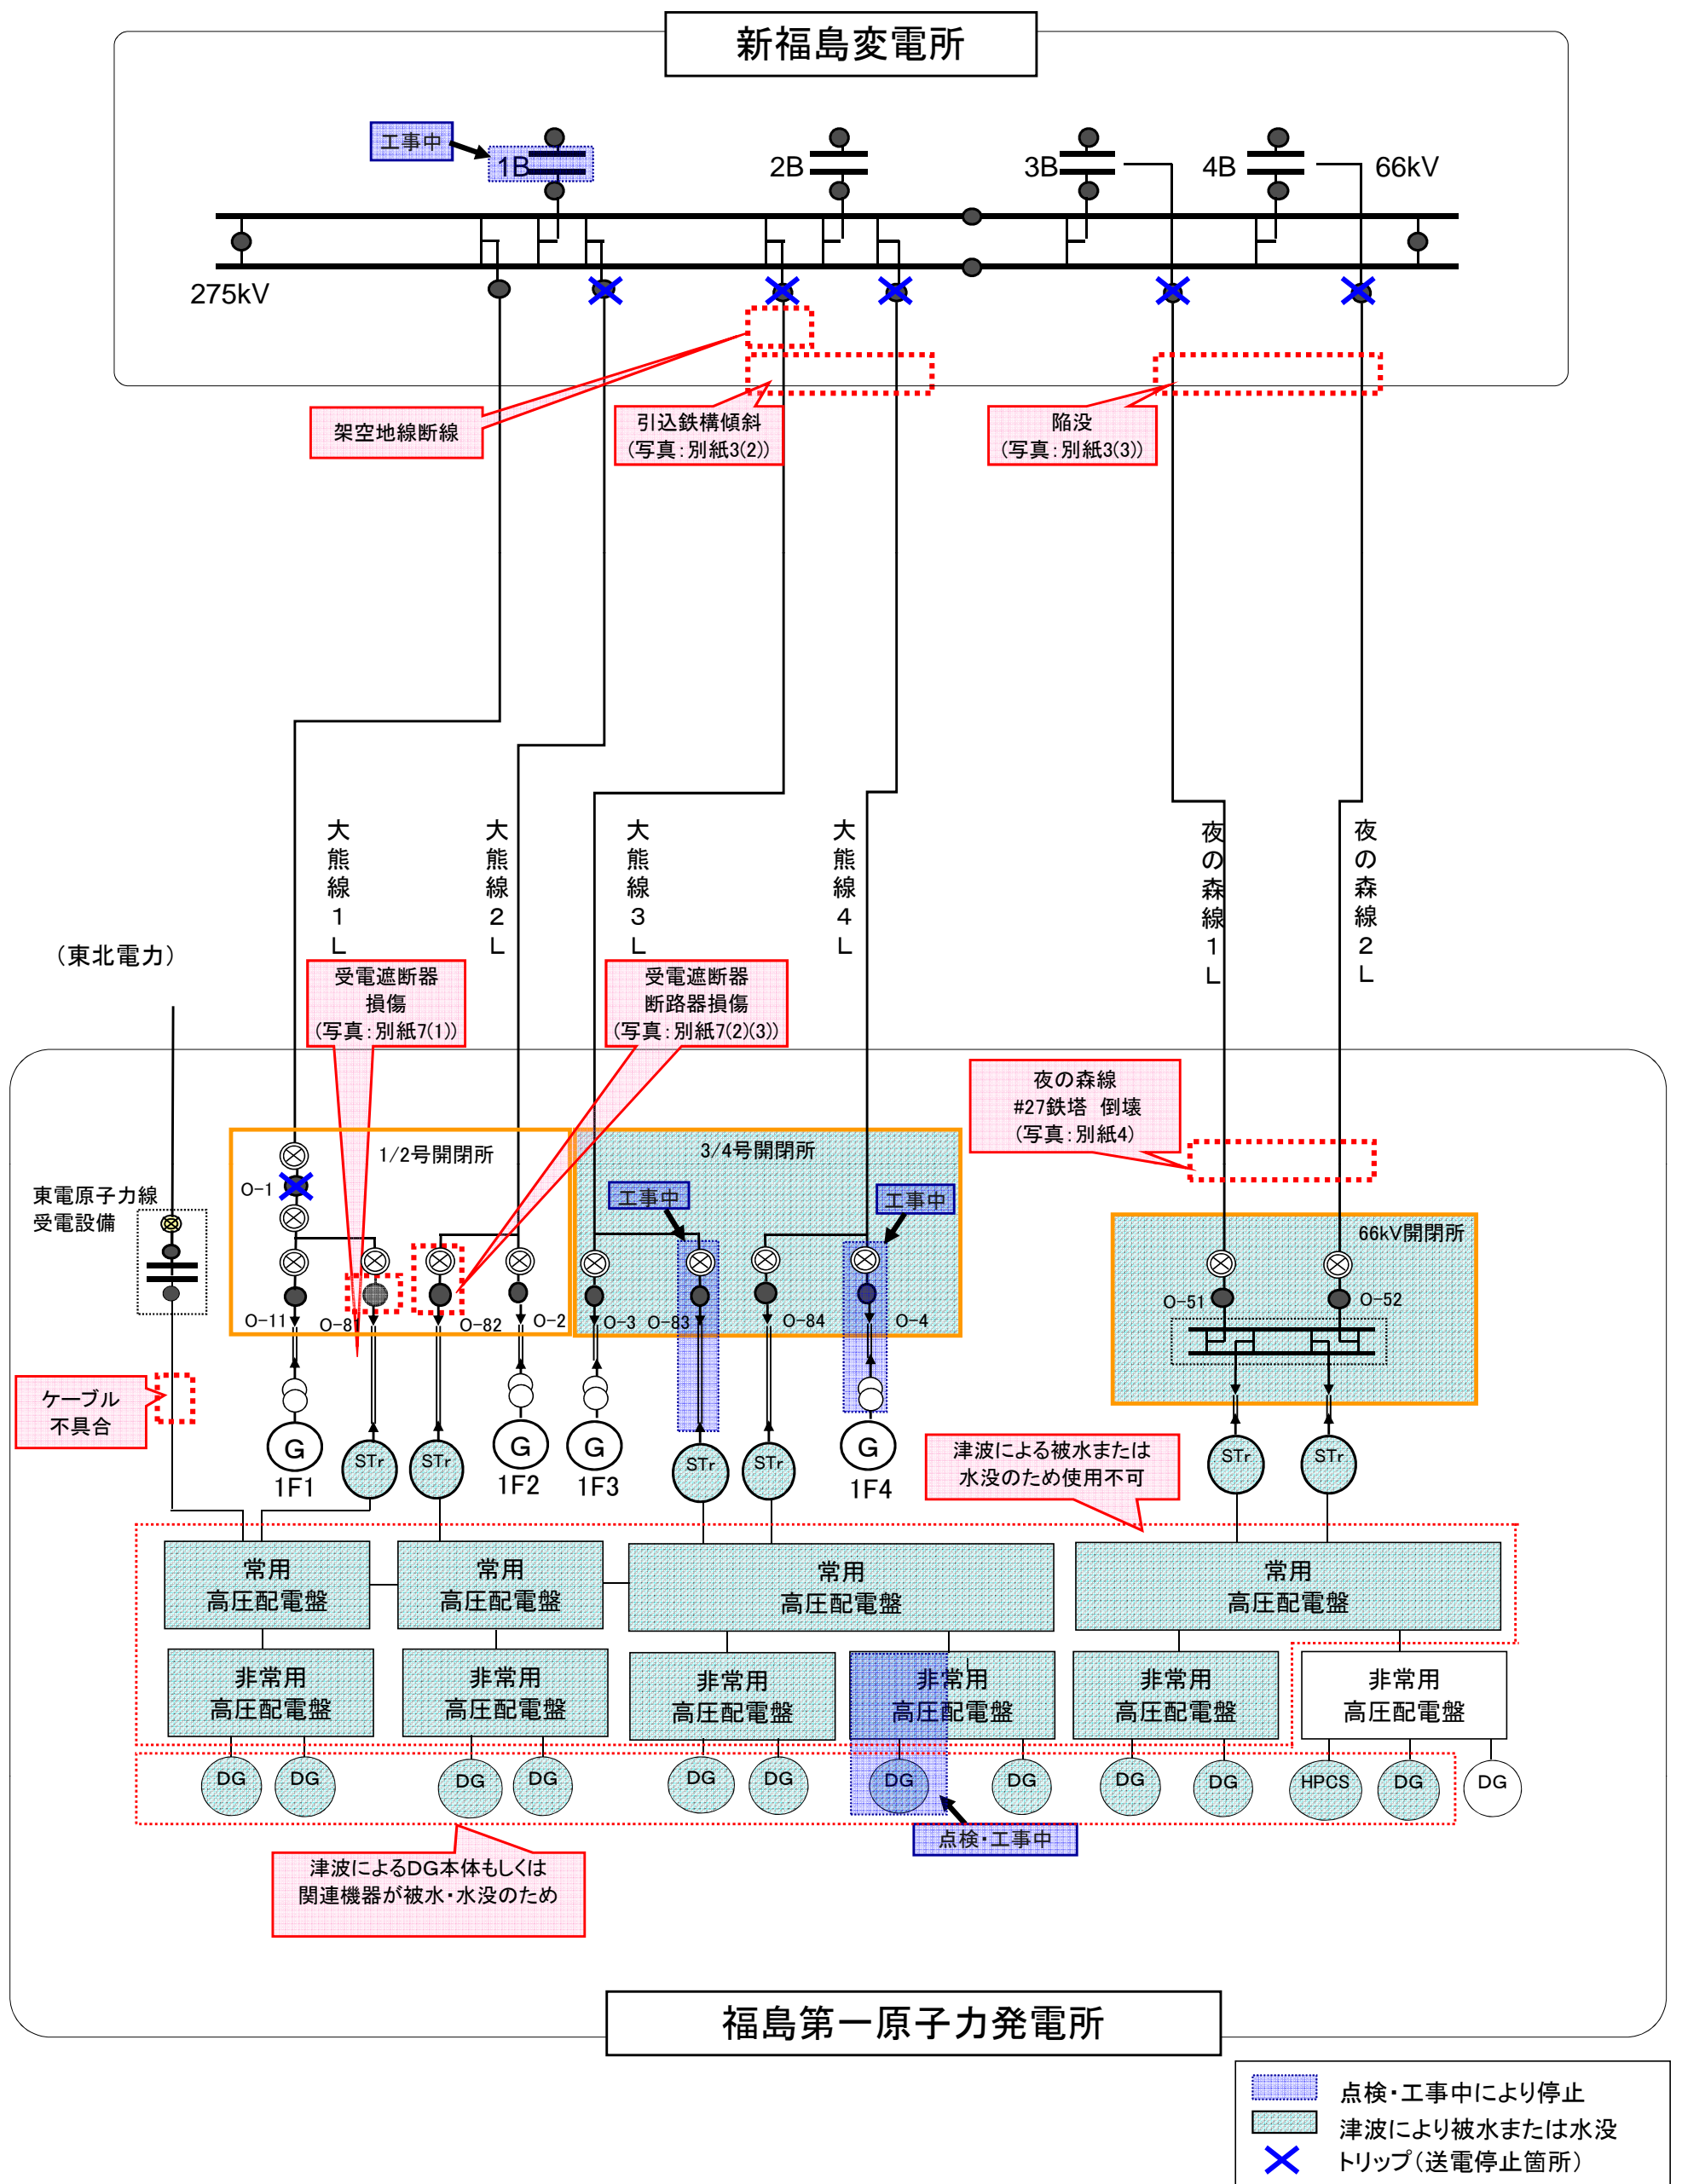 新福島変電所
工事中
1B
2B
3B
4B
66kV
275kV
架空地線断線
引込鉄構傾斜
(写真：別紙3(2))
陥没
(写真：別紙3(3))
大熊線1L
大熊線2L
大熊線3L
大熊線4L
夜の森線1L
夜の森線2L
（東北電力）
受電遮断器
損傷
(写真：別紙7(1))
受電遮断器
断路器損傷
(写真：別紙7(2)(3))
夜の森線
#27鉄塔 倒壊
(写真：別紙4)
1/2号開閉所
3/4号開閉所
66kV開閉所
東電原子力線
受電設備
O-1
工事中
工事中
O-11
O-81
O-82
O-2
O-3
O-83
O-84
O-4
O-51
O-52
ケーブル
不具合
G
1F1
STr
STr
G
1F2
G
1F3
STr
STr
G
1F4
STr
STr
津波による被水または
水没のため使用不可
常用
高圧配電盤
常用
高圧配電盤
常用
高圧配電盤
常用
高圧配電盤
非常用
高圧配電盤
非常用
高圧配電盤
非常用
高圧配電盤
非常用
高圧配電盤
非常用
高圧配電盤
非常用
高圧配電盤
DG
DG
DG
DG
DG
DG
DG
DG
DG
DG
HPCS
DG
DG
点検・工事中
津波によるDG本体もしくは
関連機器が被水・水没のため
福島第一原子力発電所
点検・工事中により停止
津波により被水または水没
トリップ（送電停止箇所）